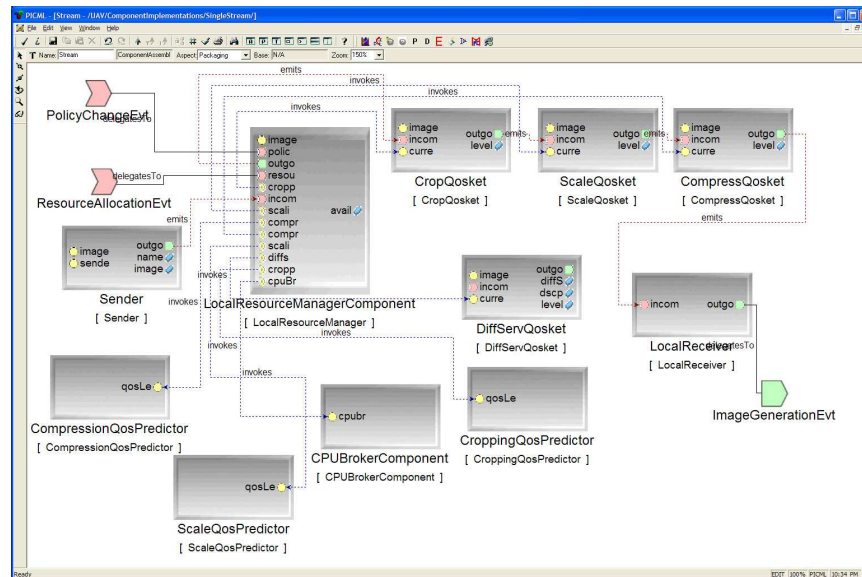 PICML - [Stream - /UAV/ComponentImplementations/SingleStream/]
File Edit View Window Help
Name: Stream ComponentAssembl Aspect: Packaging Base: N/A Zoom: 150%
emits
invokes
invokes
invokes
PolicyChangeEvt
delegatesTo
ResourceAllocationEvt
delegatesTo
emits
image
polic
outgo
resou
cropp
incom
scali
compr
compr
scali
diffs
cropp
cpuBr
avail
LocalResourceManagerComponent
[ LocalResourceManager ]
image
incom
curre
outgo
level
CropQosket
[ CropQosket ]
emits
image
incom
curre
outgo
level
ScaleQosket
[ ScaleQosket ]
emits
image
incom
curre
outgo
level
CompressQosket
[ CompressQosket ]
emits
image
sende
outgo
name
image
Sender
[ Sender ]
invokes
invokes
invokes
invokes
invokes
image
incom
curre
outgo
diffS
dscp
level
DiffServQosket
[ DiffServQosket ]
incom
outgo
LocalReceiver
delegatesTo
[ LocalReceiver ]
ImageGenerationEvt
qosLe
CompressionQosPredictor
[ CompressionQosPredictor ]
cpubr
CPUBrokerComponent
[ CPUBrokerComponent ]
qosLe
CroppingQosPredictor
[ CroppingQosPredictor ]
qosLe
ScaleQosPredictor
[ ScaleQosPredictor ]
Ready EDIT 100% PICML 10:34 PM